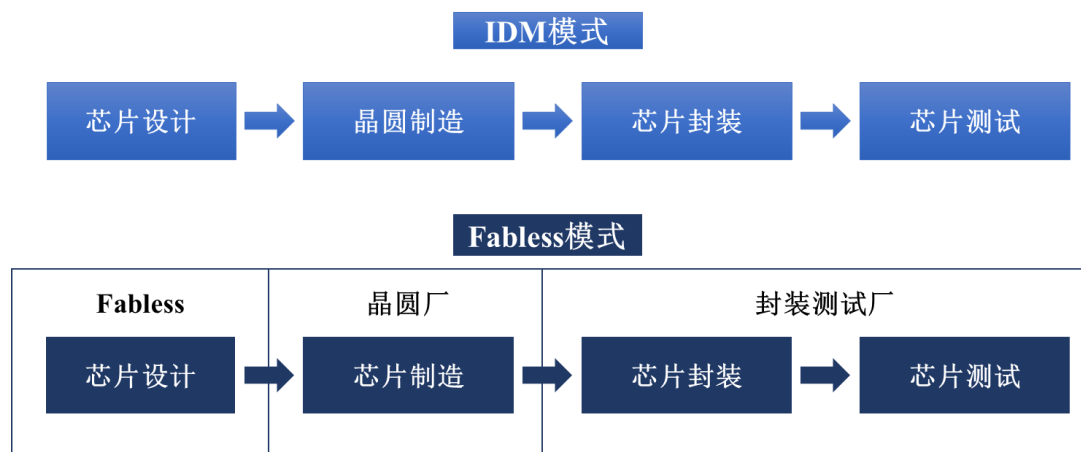 IDM模式
芯片设计
晶圆制造
芯片封装
芯片测试
Fabless模式
Fabless
晶圆厂
封装测试厂
芯片设计
芯片制造
芯片封装
芯片测试